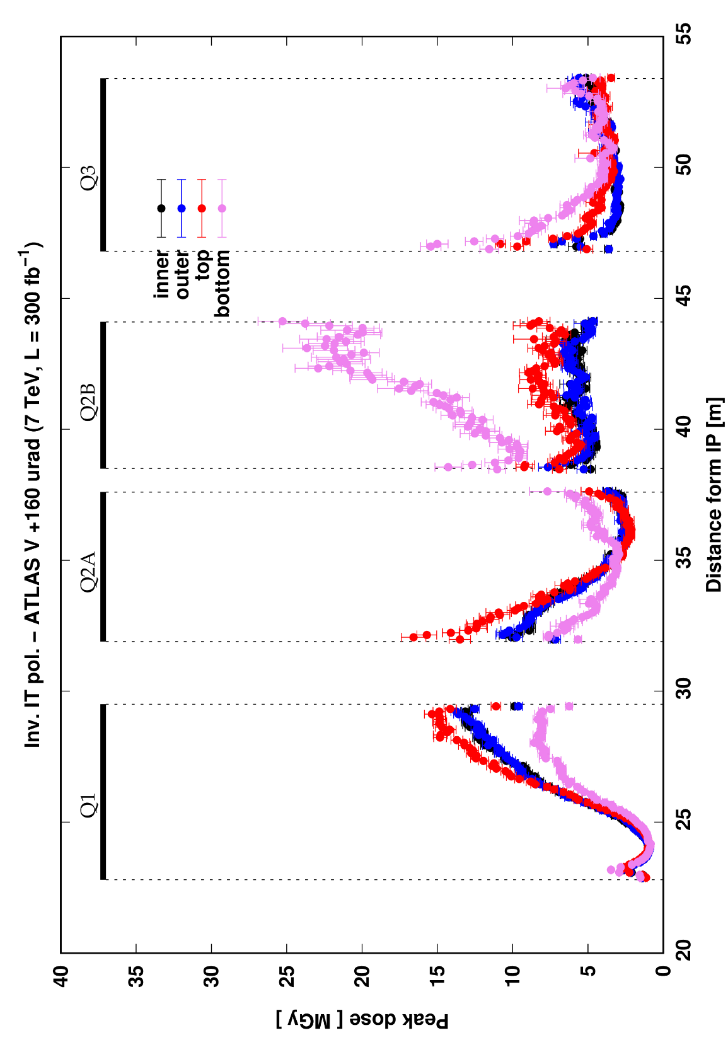 Inv. IT pol. – ATLAS V +160 urad (7 TeV, L = 300 fb⁻¹)
Q1
Q2A
Q2B
Q3
inner
outer
top
bottom
Peak dose [ MGy ]
40
35
30
25
20
15
10
5
0
20
25
30
35
40
45
50
55
Distance form IP [m]